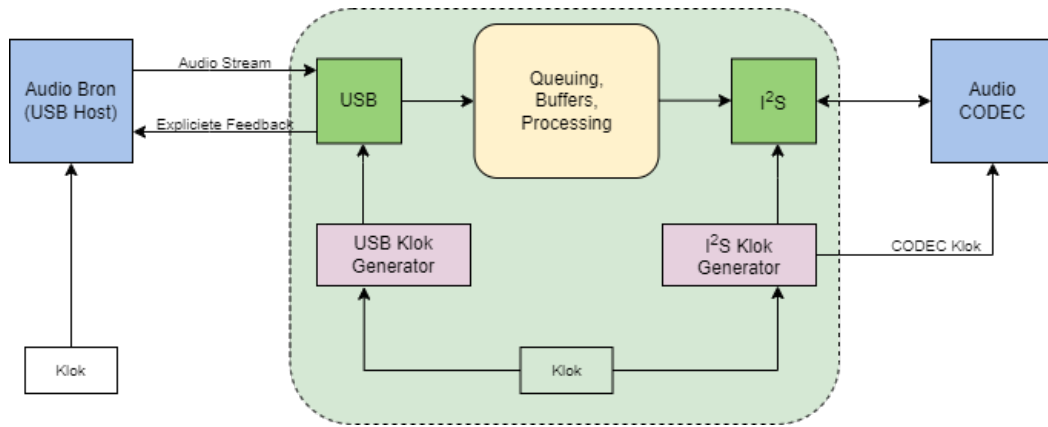 Audio Stream
Audio Bron
(USB Host)
Expliciete Feedback
USB
Queuing,
Buffers,
Processing
I²S
Audio
CODEC
USB Klok
Generator
I²S Klok
Generator
CODEC Klok
Klok
Klok